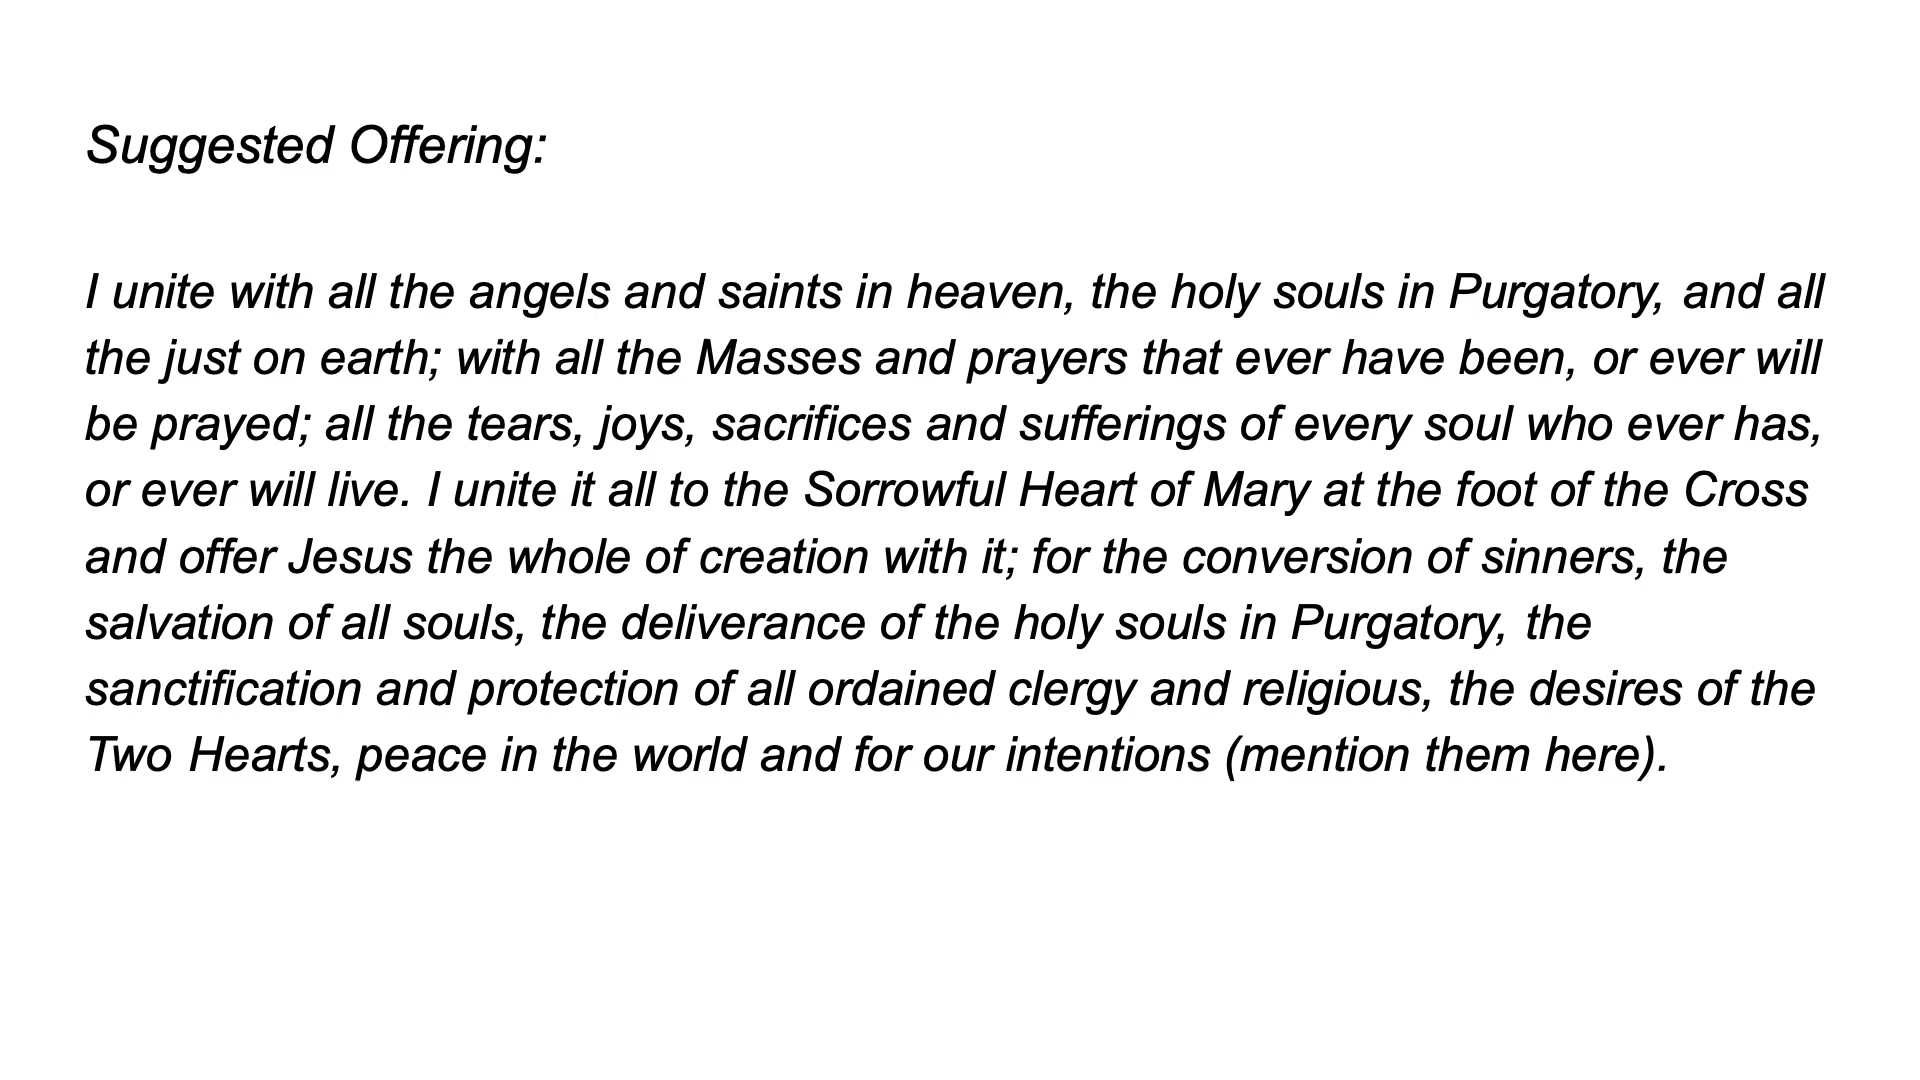 Suggested Offering:
I unite with all the angels and saints in heaven, the holy souls in Purgatory, and all
the just on earth; with all the Masses and prayers that ever have been, or ever will
be prayed; all the tears, joys, sacrifices and sufferings of every soul who ever has,
or ever will live. I unite it all to the Sorrowful Heart of Mary at the foot of the Cross
and offer Jesus the whole of creation with it; for the conversion of sinners, the
salvation of all souls, the deliverance of the holy souls in Purgatory, the
sanctification and protection of all ordained clergy and religious, the desires of the
Two Hearts, peace in the world and for our intentions (mention them here).